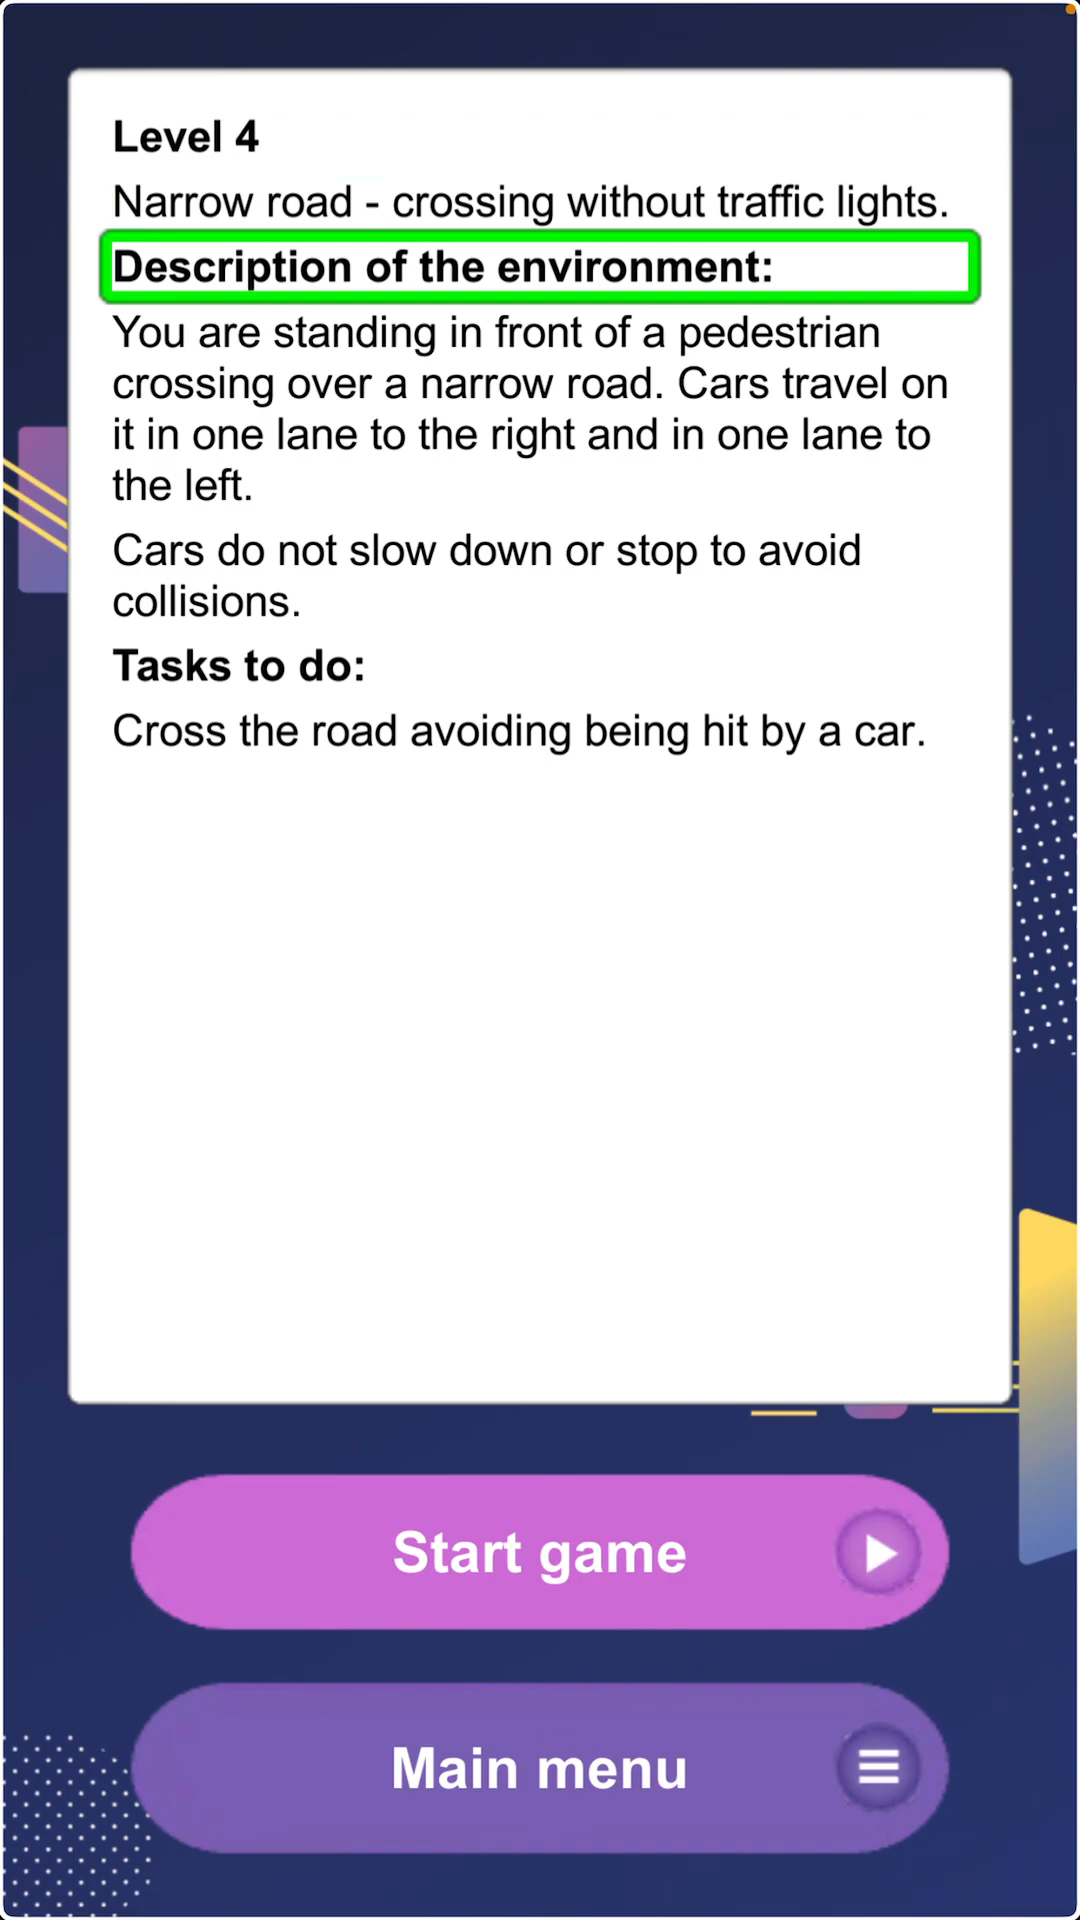 Level 4
Narrow road - crossing without traffic lights.
Description of the environment:
You are standing in front of a pedestrian
crossing over a narrow road. Cars travel on
it in one lane to the right and in one lane to
the left.
Cars do not slow down or stop to avoid
collisions.
Tasks to do:
Cross the road avoiding being hit by a car.
Start game
Main menu